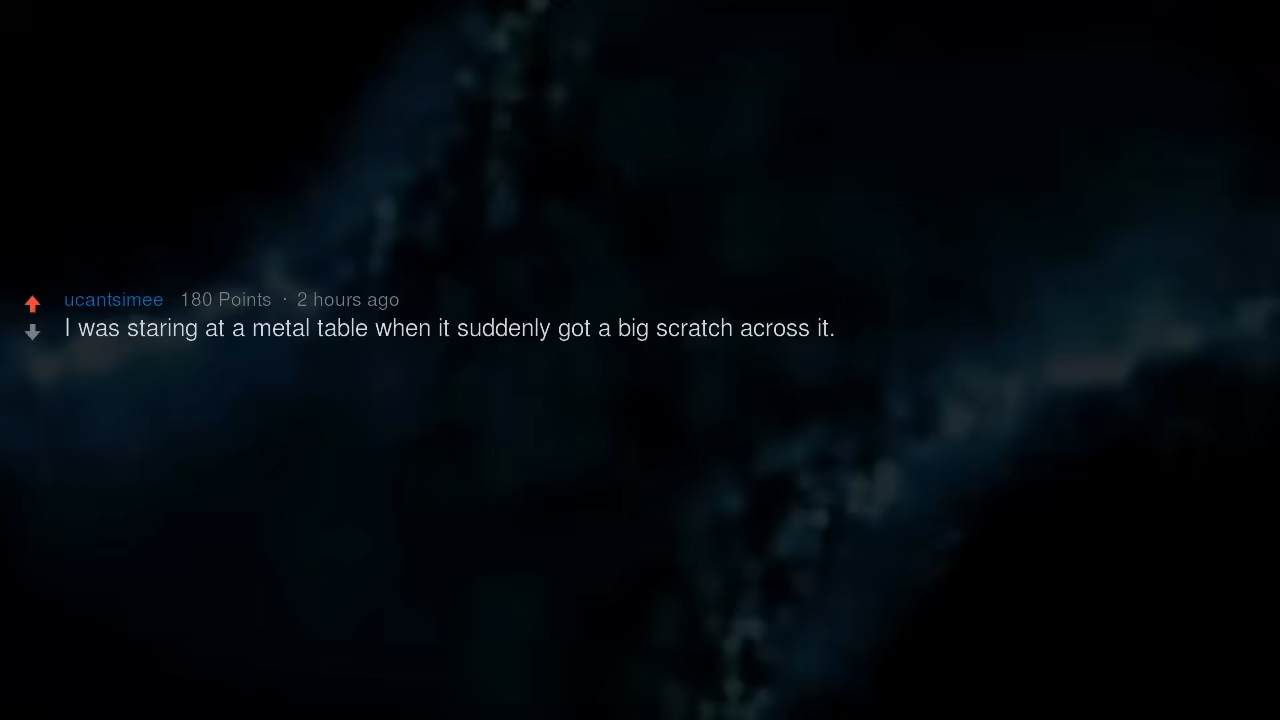 ucantsimee 180 Points · 2 hours ago
I was staring at a metal table when it suddenly got a big scratch across it.